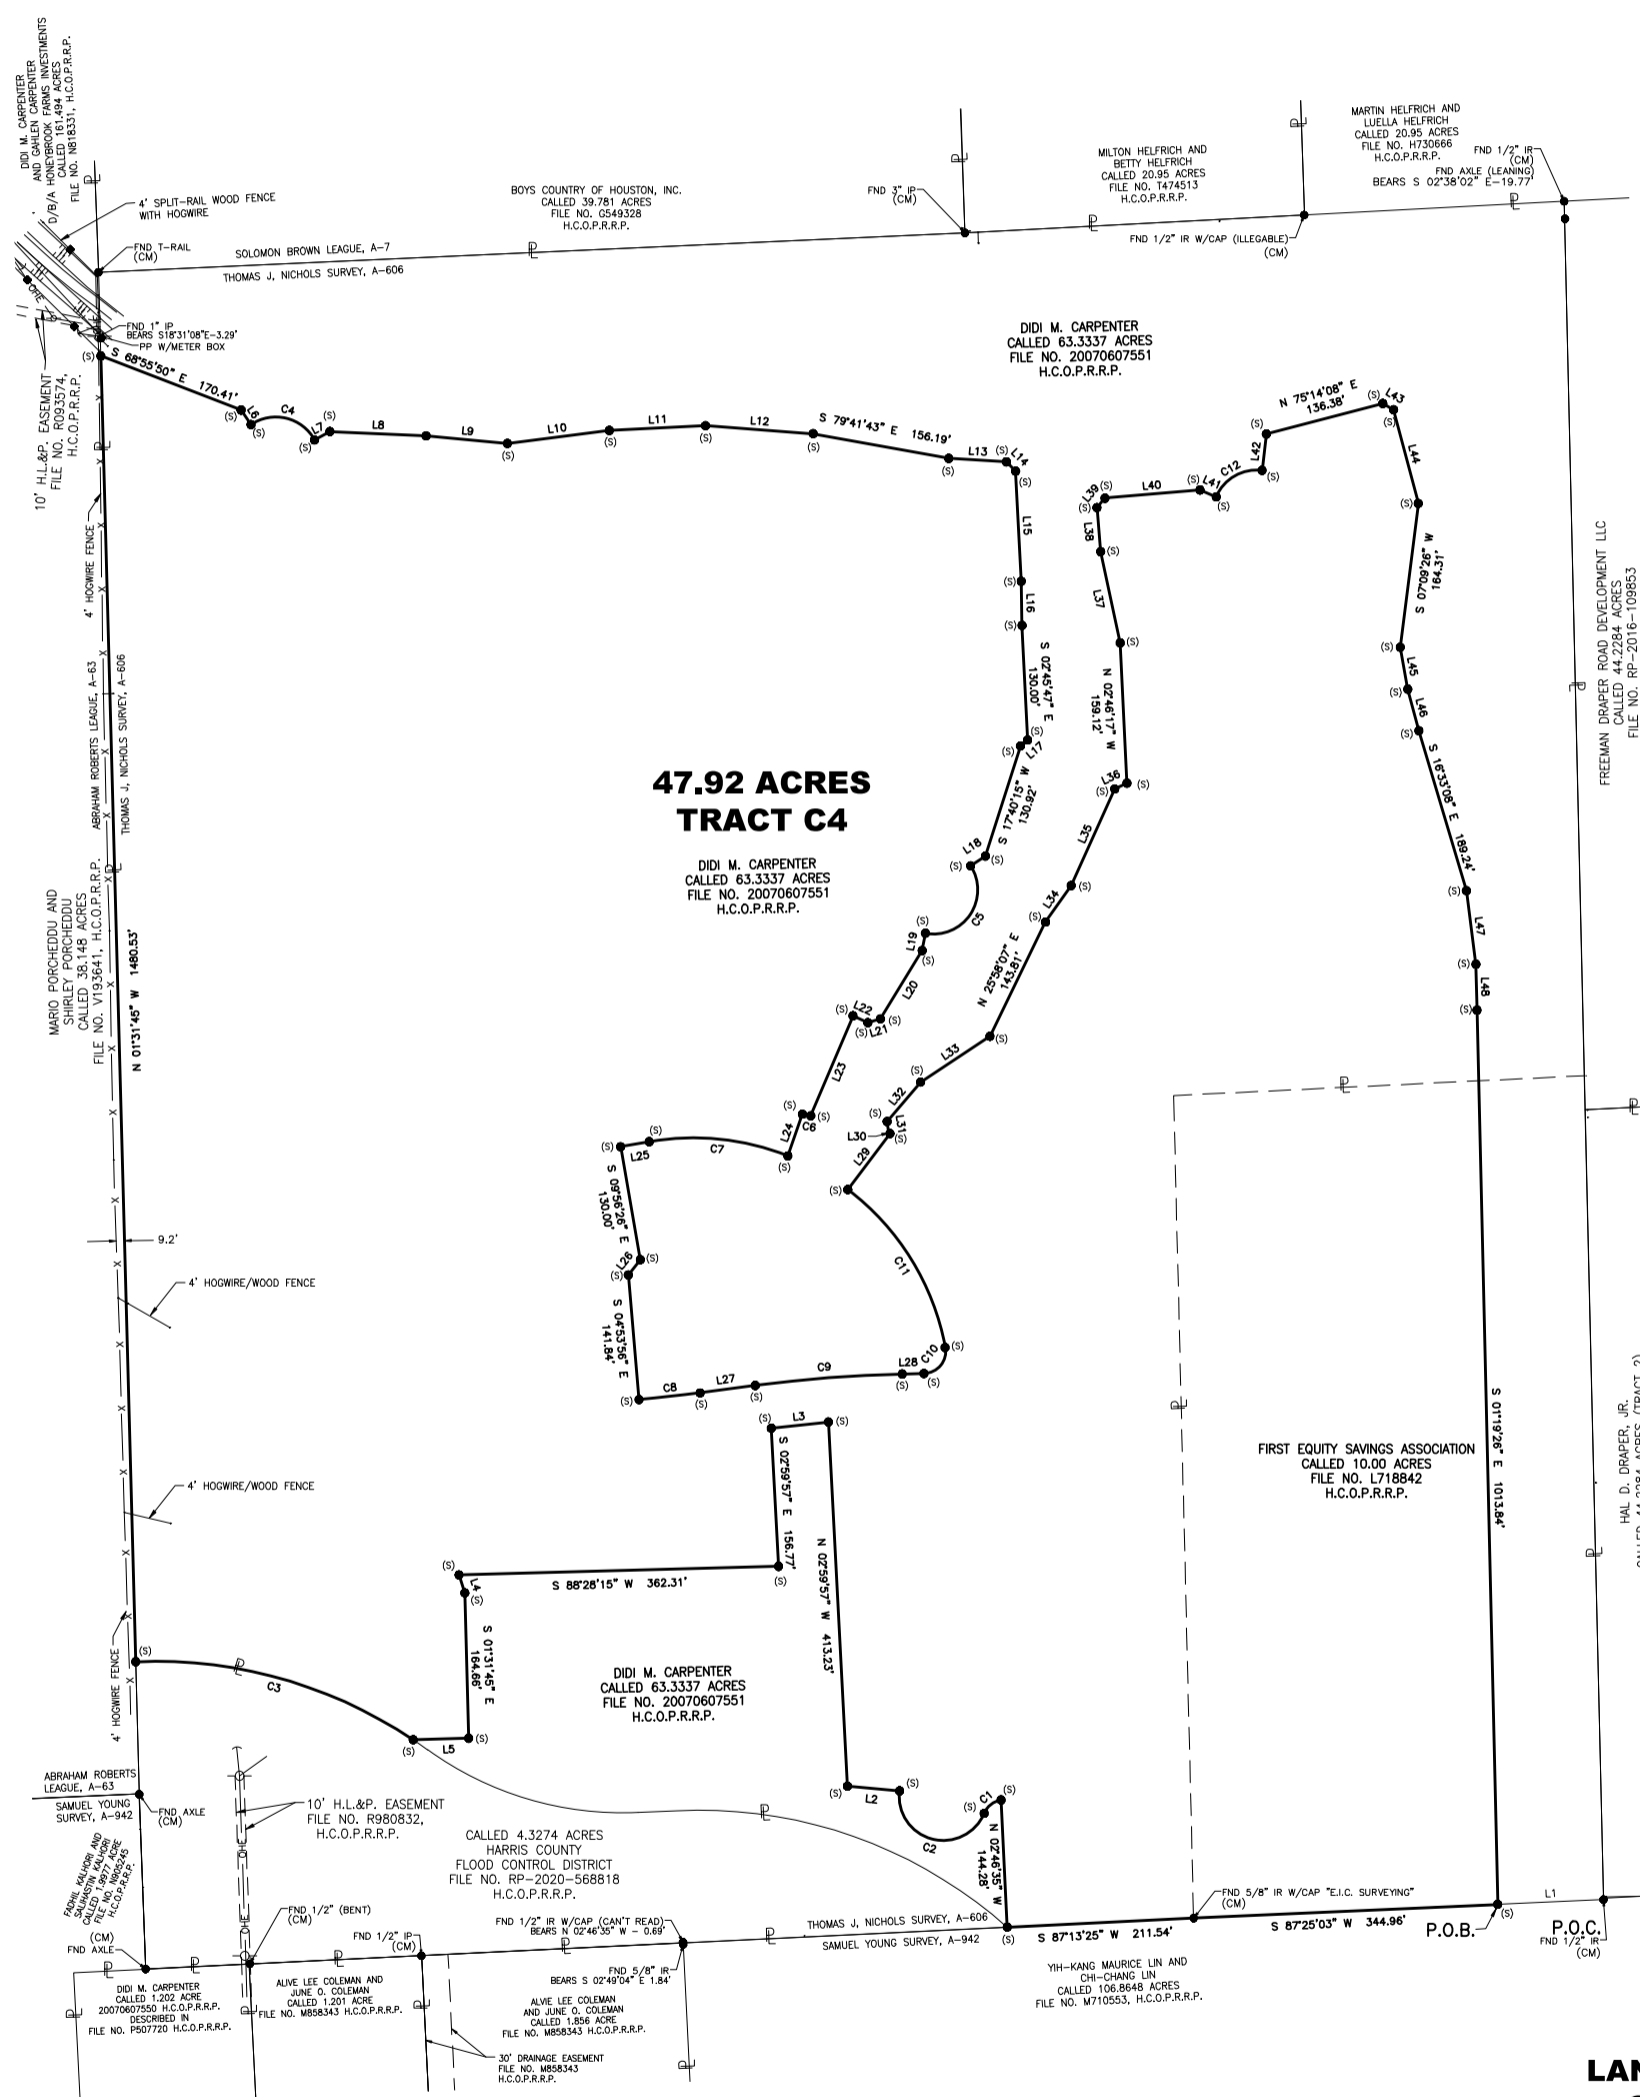 DIDI M. CARPENTER
AND GAHLEN CARPENTER
D/B/A HONEYBROOK FARMS INVESTMENTS
CALLED 161.494 ACRES
FILE NO. N818331, H.C.O.P.R.R.P.
4' SPLIT-RAIL WOOD FENCE
WITH HOGWIRE
FND T-RAIL
(CM)
SOLOMON BROWN LEAGUE, A-7
THOMAS J. NICHOLS SURVEY, A-606
BOYS COUNTRY OF HOUSTON, INC.
CALLED 39.781 ACRES
FILE NO. G549328
H.C.O.P.R.R.P.
FND 3" IP
(CM)
MILTON HELFRICH AND
BETTY HELFRICH
CALLED 20.95 ACRES
FILE NO. T474513
H.C.O.P.R.R.P.
FND 1/2" IR W/CAP (ILLEGABLE)
(CM)
MARTIN HELFRICH AND
LUELLA HELFRICH
CALLED 20.95 ACRES
FILE NO. H730666
H.C.O.P.R.R.P.
FND 1/2" IR
(CM)
FND AXLE (LEANING)
BEARS S 02°38'02" E-19.77'
OHE
FND 1" IP
BEARS S18°31'08"E-3.29'
PP W/METER BOX
10' H.L.&P. EASEMENT
FILE NO. R093574,
H.C.O.P.R.R.P.
(S)
S 68°55'50" E 170.41'
L6
C4
L7
L8
L9
L10
L11
L12
S 79°41'43" E 156.19'
L13
L14
L15
L16
S 02°45'47" E
130.00'
L17
S 17°40'15" W
130.92'
L18
C5
L19
L20
L21
L22
L23
C6
L24
C7
L25
S 09°56'26" E
130.00'
L26
S 04°53'56" E
141.84'
C8
L27
C9
L28
C10
C11
L29
L30
L31
L32
L33
N 25°58'07" E
143.81'
L34
L35
L36
N 02°46'17" W
159.12'
L37
L38
L39
L40
L41
C12
L42
N 75°14'08" E
136.38'
L43
L44
S 07°09'26" W
164.31'
L45
L46
S 16°33'08" E 189.24'
L47
L48
S 01°19'26" E 1013.84'
DIDI M. CARPENTER
CALLED 63.3337 ACRES
FILE NO. 20070607551
H.C.O.P.R.R.P.
FREEMAN DRAPER ROAD DEVELOPMENT LLC
CALLED 44.2284 ACRES
FILE NO. RP-2016-109853
47.92 ACRES
TRACT C4
DIDI M. CARPENTER
CALLED 63.3337 ACRES
FILE NO. 20070607551
H.C.O.P.R.R.P.
4' HOGWIRE FENCE
ABRAHAM ROBERTS LEAGUE, A-63
THOMAS J. NICHOLS SURVEY, A-606
MARIO PORCHEDDU AND
SHIRLEY PORCHEDDU
CALLED 38.148 ACRES
FILE NO. V193641, H.C.O.P.R.R.P.
N 01°31'45" W 1480.53'
9.2'
4' HOGWIRE/WOOD FENCE
4' HOGWIRE/WOOD FENCE
4' HOGWIRE FENCE
FIRST EQUITY SAVINGS ASSOCIATION
CALLED 10.00 ACRES
FILE NO. L718842
H.C.O.P.R.R.P.
HAL D. DRAPER, JR.
L3
S 02°59'57" E 156.77'
N 02°59'57" W 413.23'
S 88°28'15" W 362.31'
L4
S 01°31'45" E
164.66'
L5
C3
DIDI M. CARPENTER
CALLED 63.3337 ACRES
FILE NO. 20070607551
H.C.O.P.R.R.P.
L2
C2
C1
N 02°46'35" W
144.28'
ABRAHAM ROBERTS
LEAGUE, A-63
SAMUEL YOUNG
SURVEY, A-942
FND AXLE
(CM)
10' H.L.&P. EASEMENT
FILE NO. R980832,
H.C.O.P.R.R.P.
CALLED 4.3274 ACRES
HARRIS COUNTY
FLOOD CONTROL DISTRICT
FILE NO. RP-2020-568818
H.C.O.P.R.R.P.
FADHIL KALHORI AND
KALHORI
CALLED 1.9977 ACRE
FILE NO. N905245
H.C.O.P.R.R.P.
(CM)
FND AXLE
FND 1/2" (BENT)
(CM)
FND 1/2" IP
(CM)
FND 1/2" IR W/CAP (CAN'T READ)
BEARS N 02°46'35" W - 0.69'
THOMAS J. NICHOLS SURVEY, A-606
SAMUEL YOUNG SURVEY, A-942
FND 5/8" IR
BEARS S 02°49'04" E 1.84'
S 87°13'25" W 211.54'
FND 5/8" IR W/CAP "E.I.C. SURVEYING"
(CM)
S 87°25'03" W 344.96'
L1
P.O.B.
P.O.C.
FND 1/2" IR
(CM)
YIH-KANG MAURICE LIN AND
CHI-CHANG LIN
CALLED 106.8648 ACRES
FILE NO. M710553, H.C.O.P.R.R.P.
DIDI M. CARPENTER
CALLED 1.202 ACRE
20070607550 H.C.O.P.R.R.P.
DESCRIBED IN
FILE NO. P507720 H.C.O.P.R.R.P.
ALIVE LEE COLEMAN AND
JUNE O. COLEMAN
CALLED 1.201 ACRE
FILE NO. M858343 H.C.O.P.R.R.P.
ALVIE LEE COLEMAN
AND JUNE O. COLEMAN
CALLED 1.856 ACRE
FILE NO. M858343 H.C.O.P.R.R.P.
30' DRAINAGE EASEMENT
FILE NO. M858343
H.C.O.P.R.R.P.
LAN